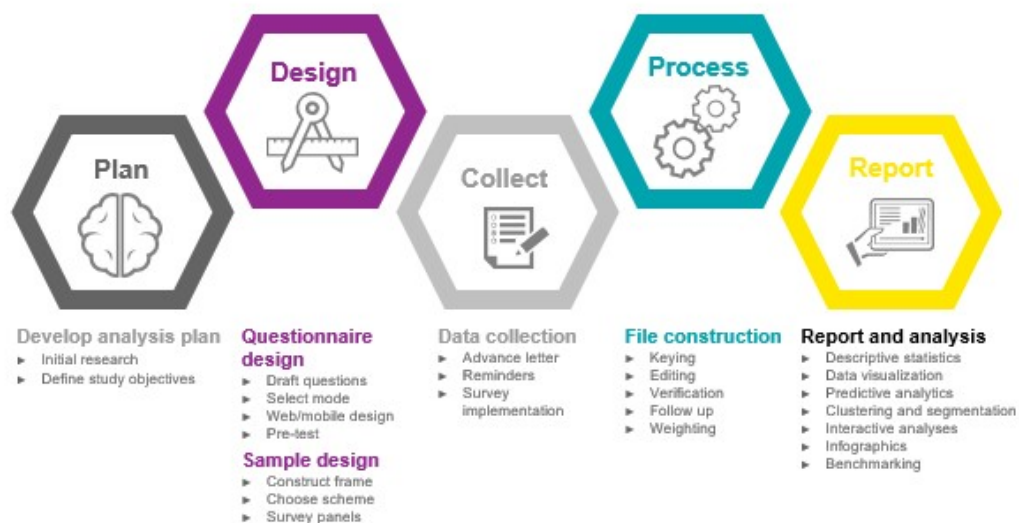 Plan
Design
Collect
Process
Report
Develop analysis plan
► Initial research
► Define study objectives
Questionnaire
design
► Draft questions
► Select mode
► Web/mobile design
► Pre-test
Sample design
► Construct frame
► Choose scheme
► Survey panels
Data collection
► Advance letter
► Reminders
► Survey
implementation
File construction
► Keying
► Editing
► Verification
► Follow up
► Weighting
Report and analysis
► Descriptive statistics
► Data visualization
► Predictive analytics
► Clustering and segmentation
► Interactive analyses
► Infographics
► Benchmarking